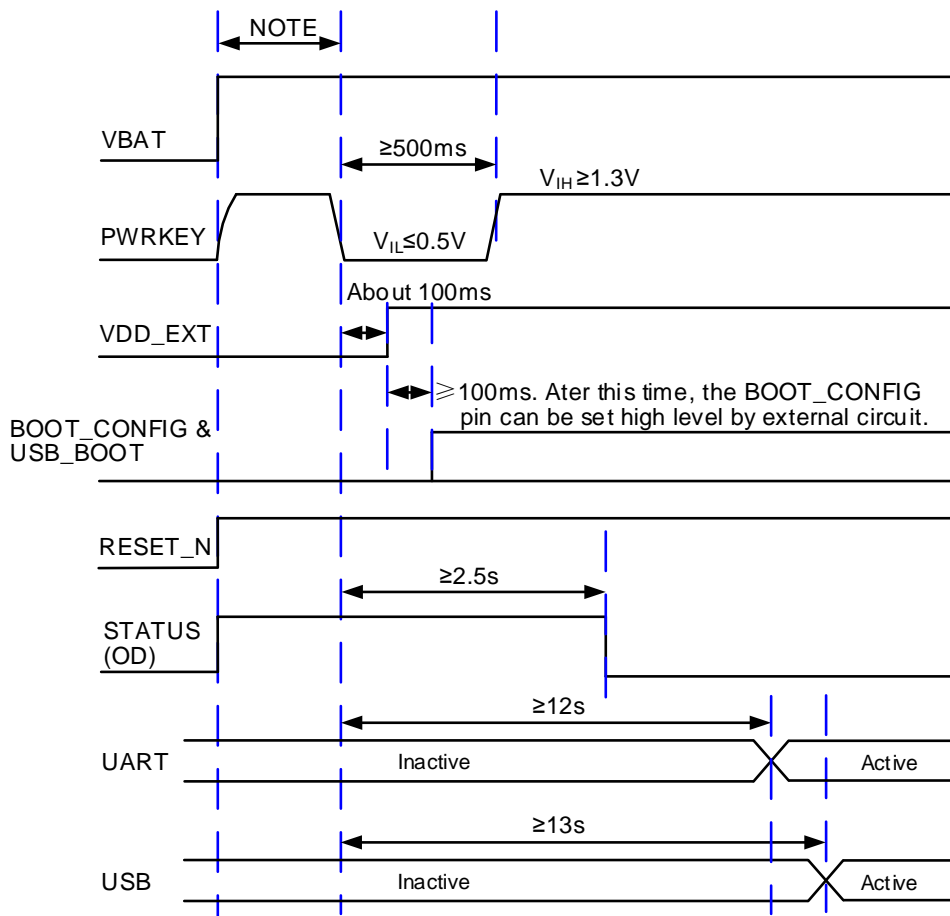 NOTE
VBAT
≥500ms
VIH≥1.3V
PWRKEY
VIL≤0.5V
About 100ms
VDD_EXT
≥100ms. Ater this time, the BOOT_CONFIG
pin can be set high level by external circuit.
BOOT_CONFIG &
USB_BOOT
RESET_N
≥2.5s
STATUS
(OD)
≥12s
UART
Inactive
Active
≥13s
USB
Inactive
Active